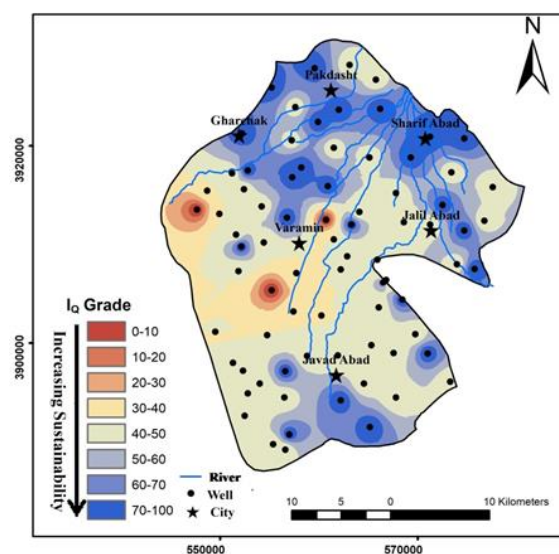 N
Pakdasht
Gharchak
Sharif Abad
3920000
Varamin
Jalil Abad
3900000
Javad Abad
IQ Grade
Increasing Sustainability
0-10
10-20
20-30
30-40
40-50
50-60
60-70
70-100
River
Well
City
10 5 0 10 Kilometers
550000 570000